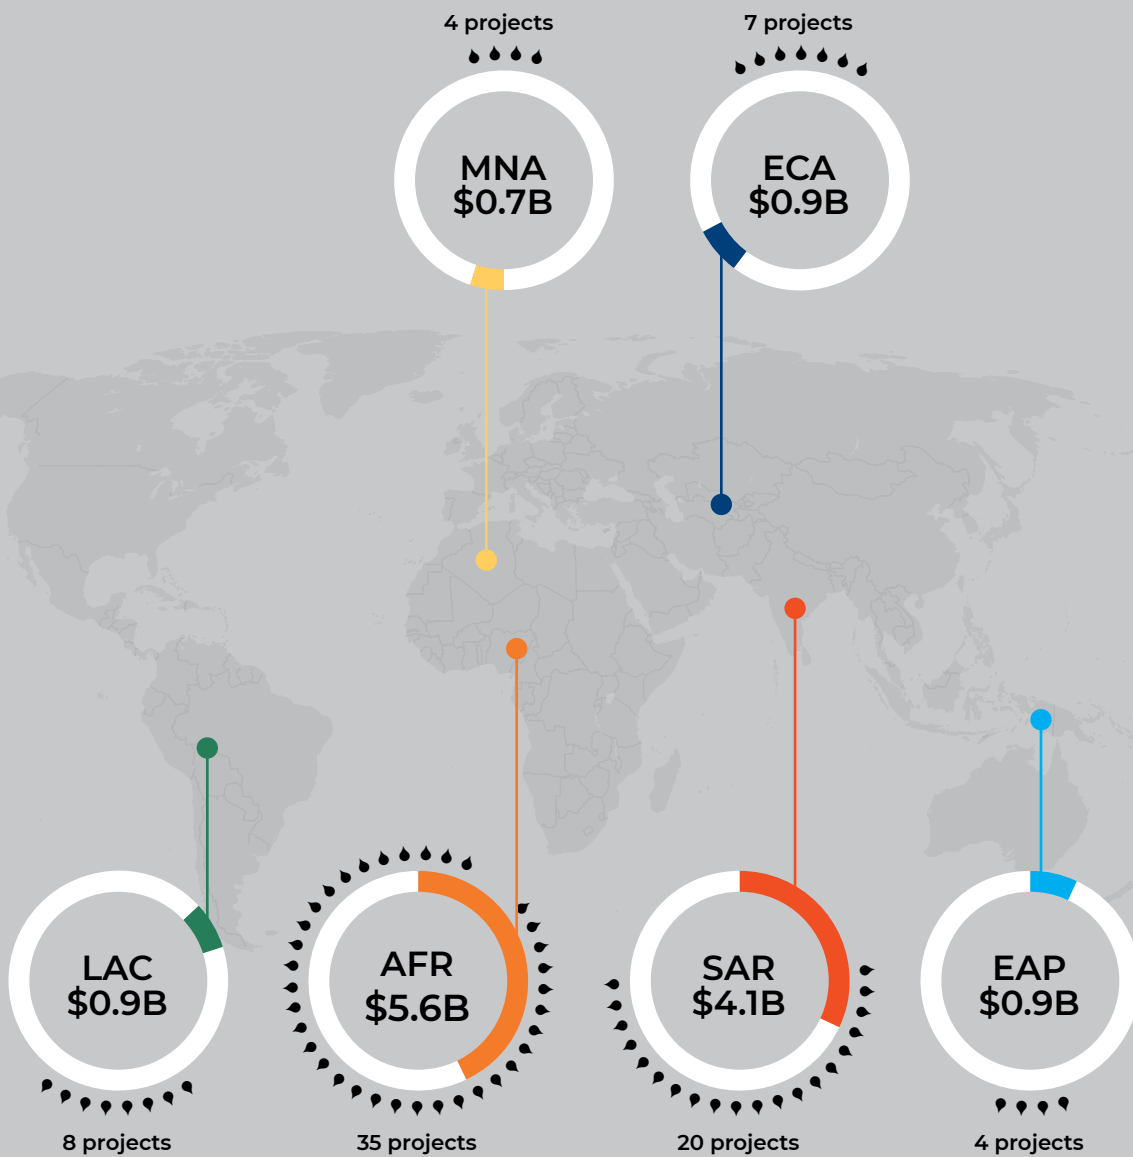 4 projects
7 projects
MNA
$0.7B
ECA
$0.9B
LAC
$0.9B
AFR
$5.6B
SAR
$4.1B
EAP
$0.9B
8 projects
35 projects
20 projects
4 projects